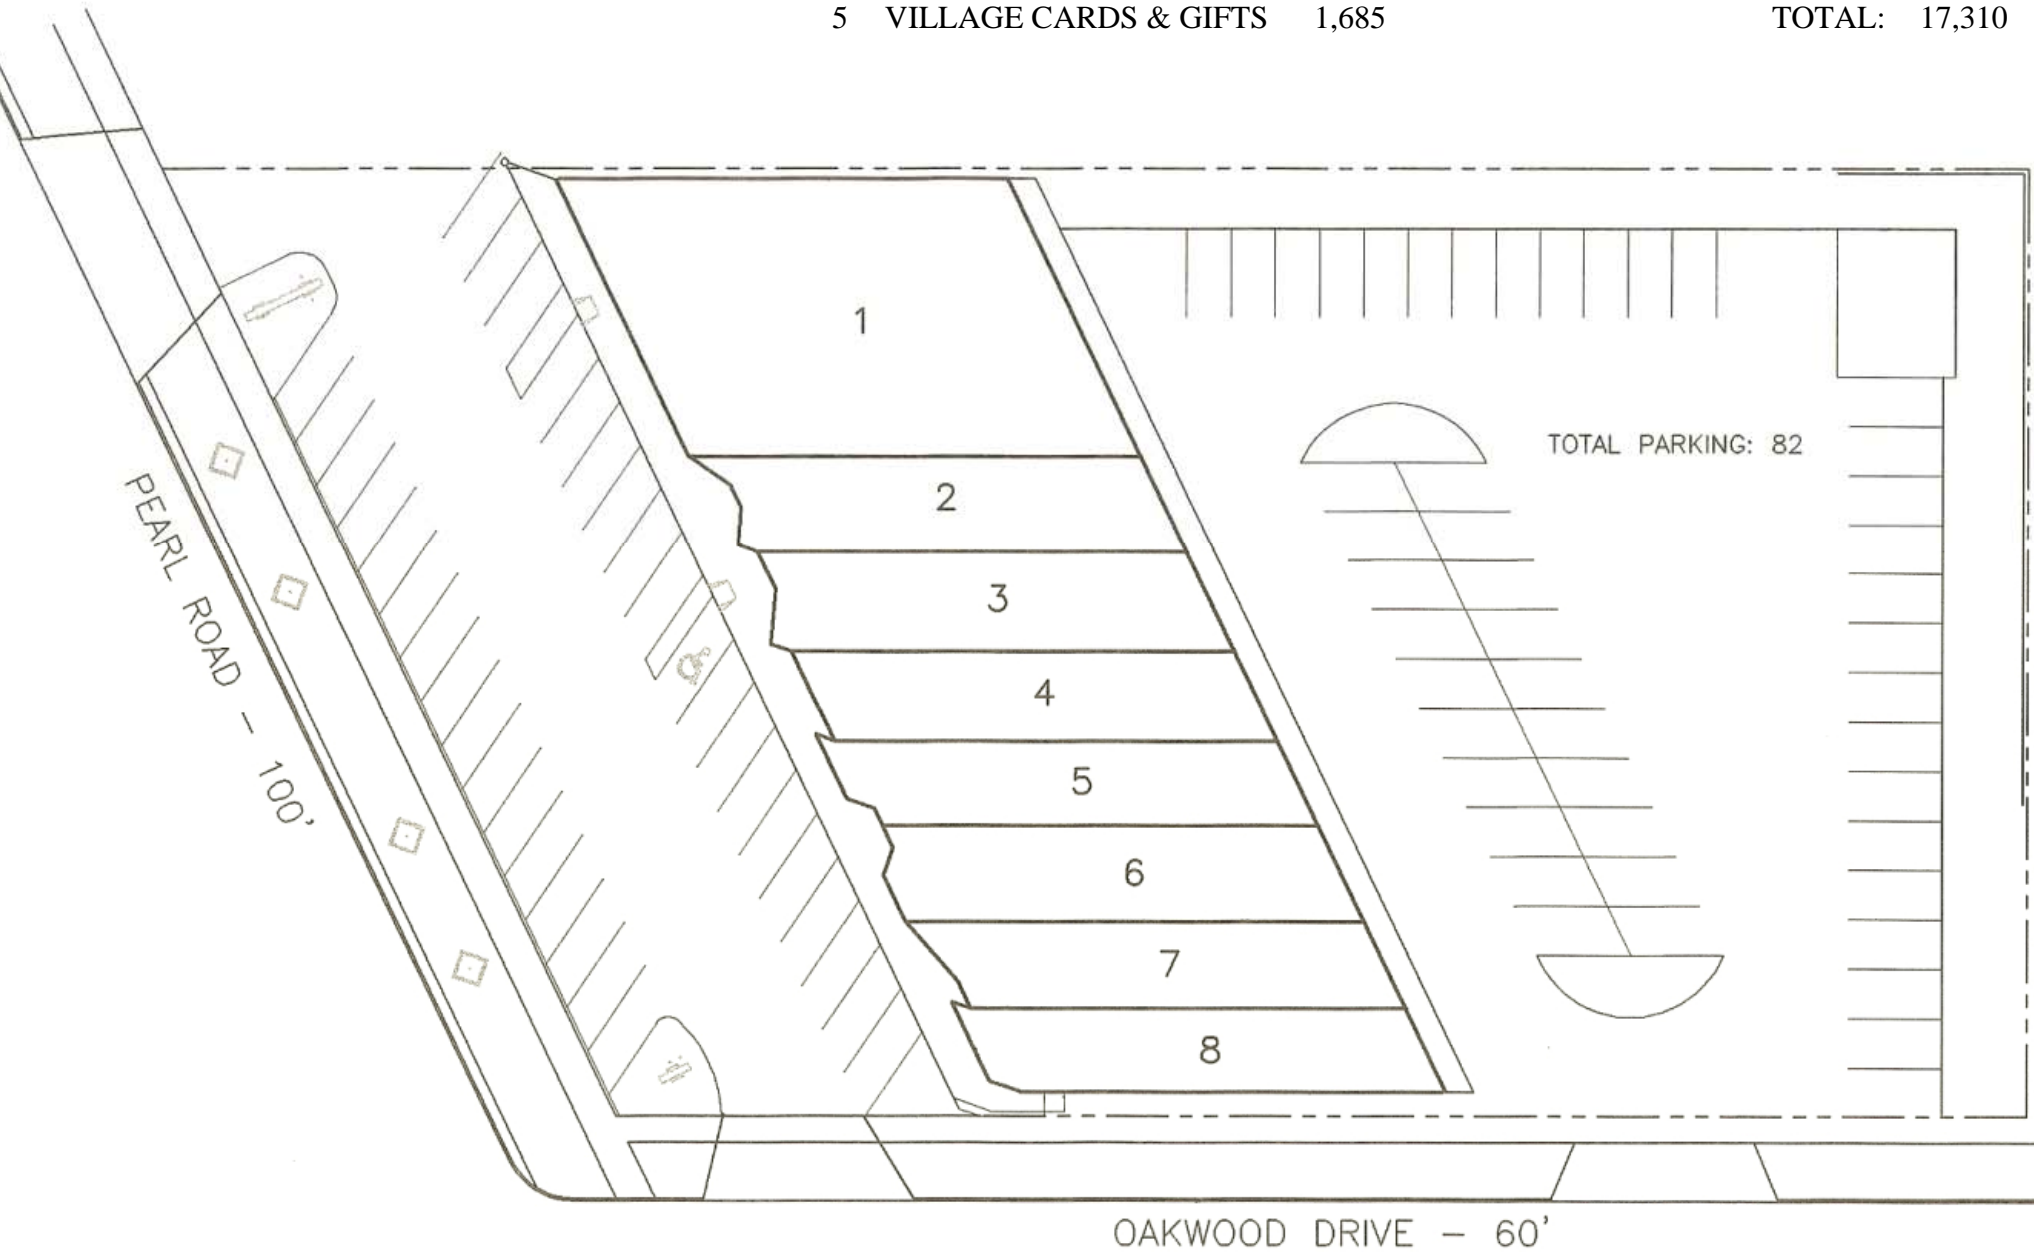 5 VILLAGE CARDS & GIFTS 1,685 TOTAL: 17,310
1
TOTAL PARKING: 82
2
3
PEARL ROAD – 100'
4
5
6
7
8
OAKWOOD DRIVE – 60'